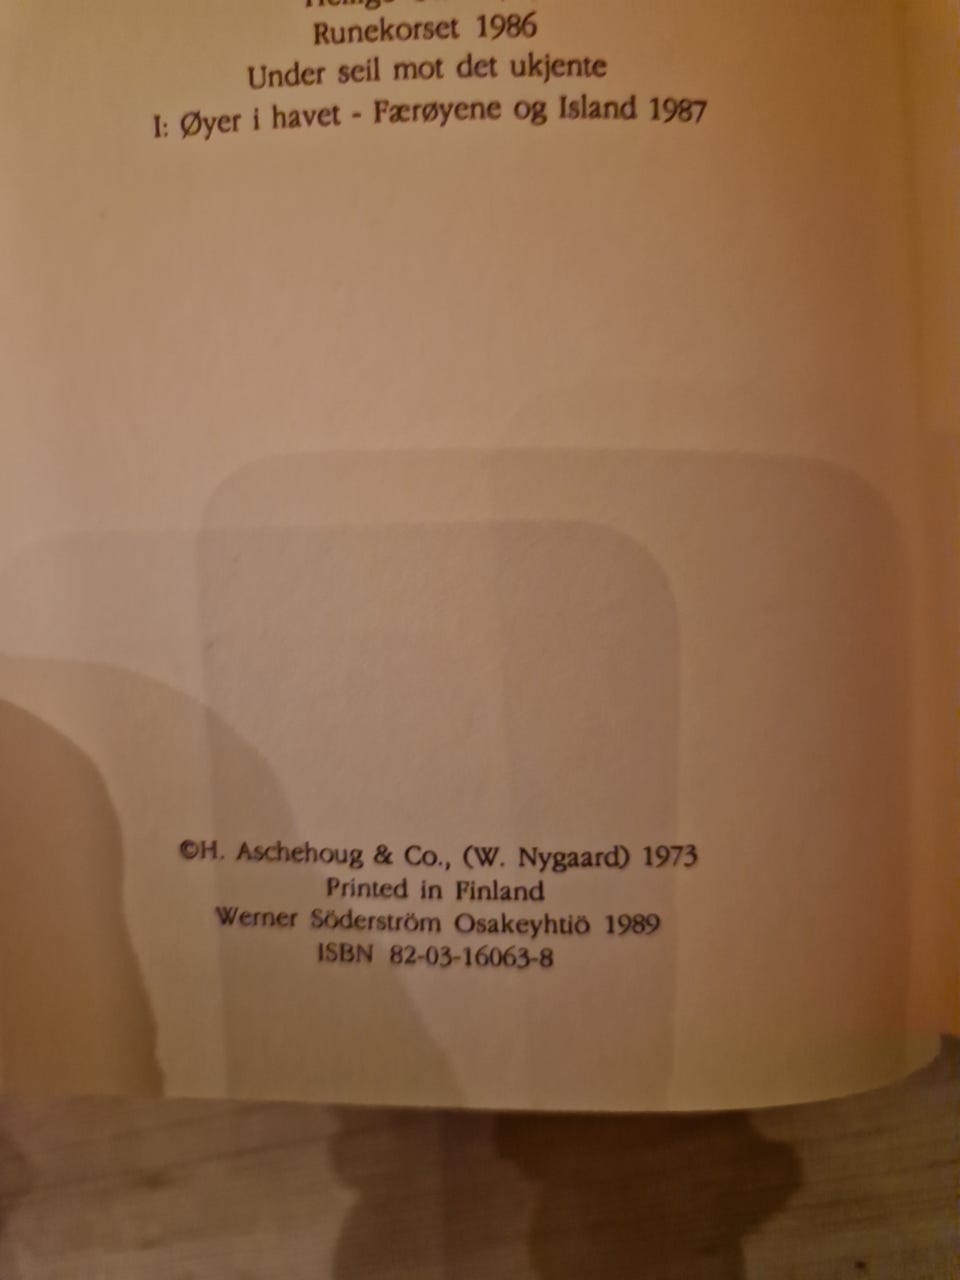 Runekorset 1986
Under seil mot det ukjente
I: Øyer i havet - Færøyene og Island 1987
©H. Aschehoug & Co., (W. Nygaard) 1973
Printed in Finland
Werner Söderström Osakeyhtiö 1989
ISBN 82-03-16063-8